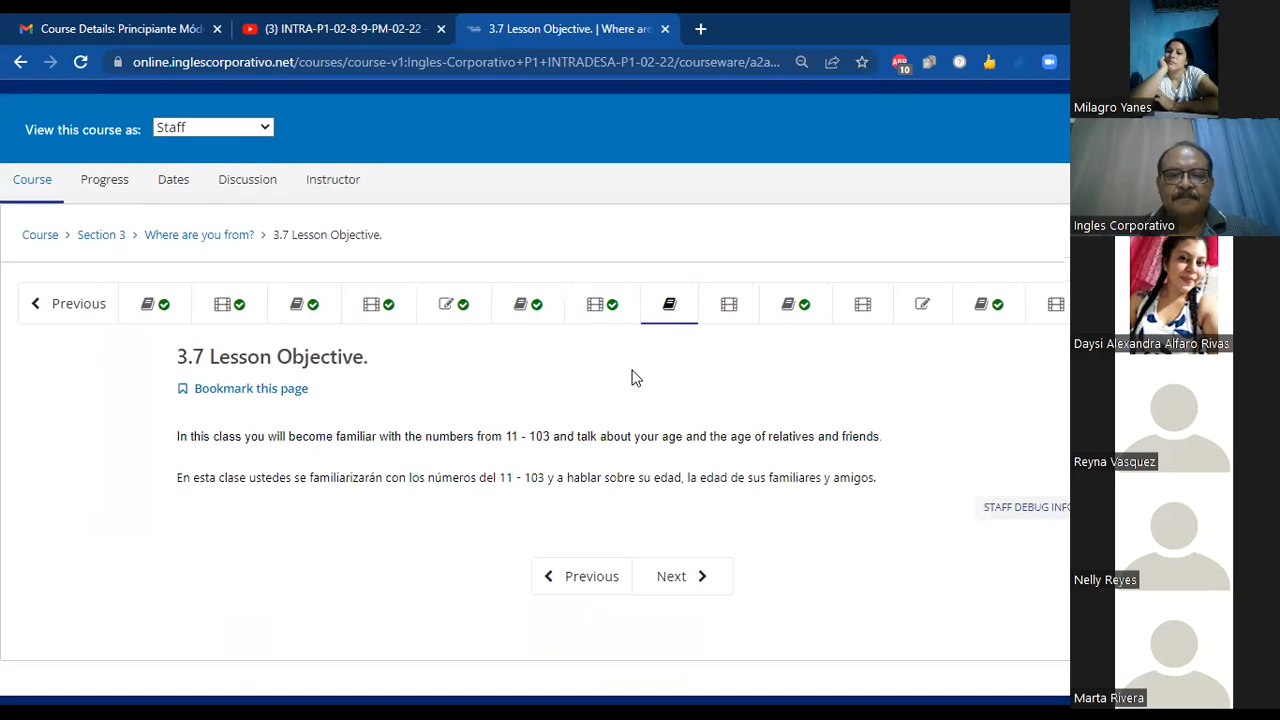 Course Details: Principiante Mód
(3) INTRA-P1-02-8-9-PM-02-22 -
3.7 Lesson Objective. | Where are
online.inglescorporativo.net/courses/course-v1:Ingles-Corporativo+P1+INTRADESA-P1-02-22/courseware/a2a...
10
View this course as:
Staff
Course
Progress
Dates
Discussion
Instructor
Course > Section 3 > Where are you from? > 3.7 Lesson Objective.
Previous
3.7 Lesson Objective.
Bookmark this page
In this class you will become familiar with the numbers from 11 - 103 and talk about your age and the age of relatives and friends.
En esta clase ustedes se familiarizarán con los números del 11 - 103 y a hablar sobre su edad, la edad de sus familiares y amigos.
STAFF DEBUG INFO
Previous
Next
Milagro Yanes
Ingles Corporativo
Daysi Alexandra Alfaro Rivas
Reyna Vasquez
Nelly Reyes
Marta Rivera